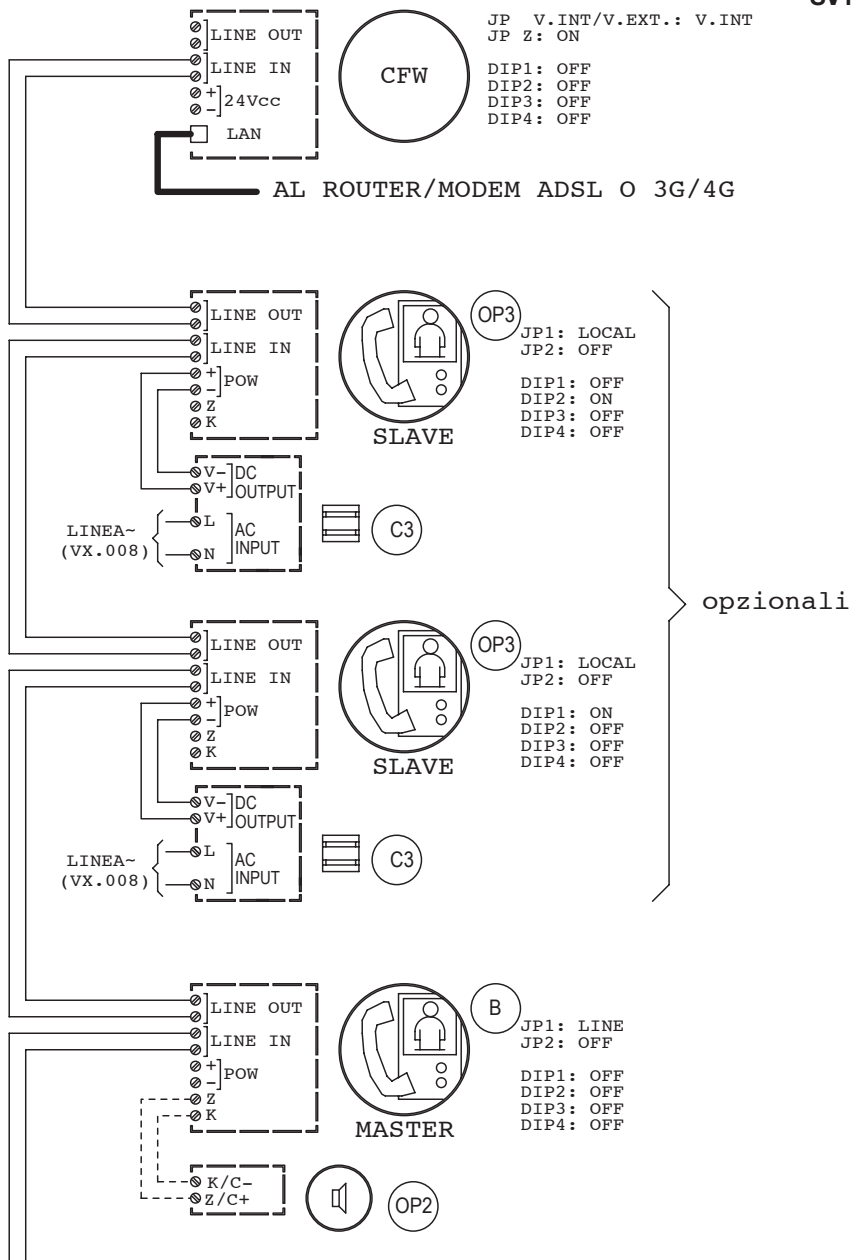 LINE OUT
LINE IN
+
- 24Vcc
LAN
CFW
JP V.INT/V.EXT.: V.INT
JP Z: ON
DIP1: OFF
DIP2: OFF
DIP3: OFF
DIP4: OFF
AL ROUTER/MODEM ADSL O 3G/4G
LINE OUT
LINE IN
+
- POW
Z
K
SLAVE
OP3
JP1: LOCAL
JP2: OFF
DIP1: OFF
DIP2: ON
DIP3: OFF
DIP4: OFF
V- DC
V+ OUTPUT
L AC
N INPUT
LINEA~
(VX.008)
C3
opzionali
LINE OUT
LINE IN
+
- POW
Z
K
SLAVE
OP3
JP1: LOCAL
JP2: OFF
DIP1: ON
DIP2: OFF
DIP3: OFF
DIP4: OFF
V- DC
V+ OUTPUT
L AC
N INPUT
LINEA~
(VX.008)
C3
LINE OUT
LINE IN
+
- POW
Z
K
MASTER
B
JP1: LINE
JP2: OFF
DIP1: OFF
DIP2: OFF
DIP3: OFF
DIP4: OFF
K/C-
Z/C+
OP2